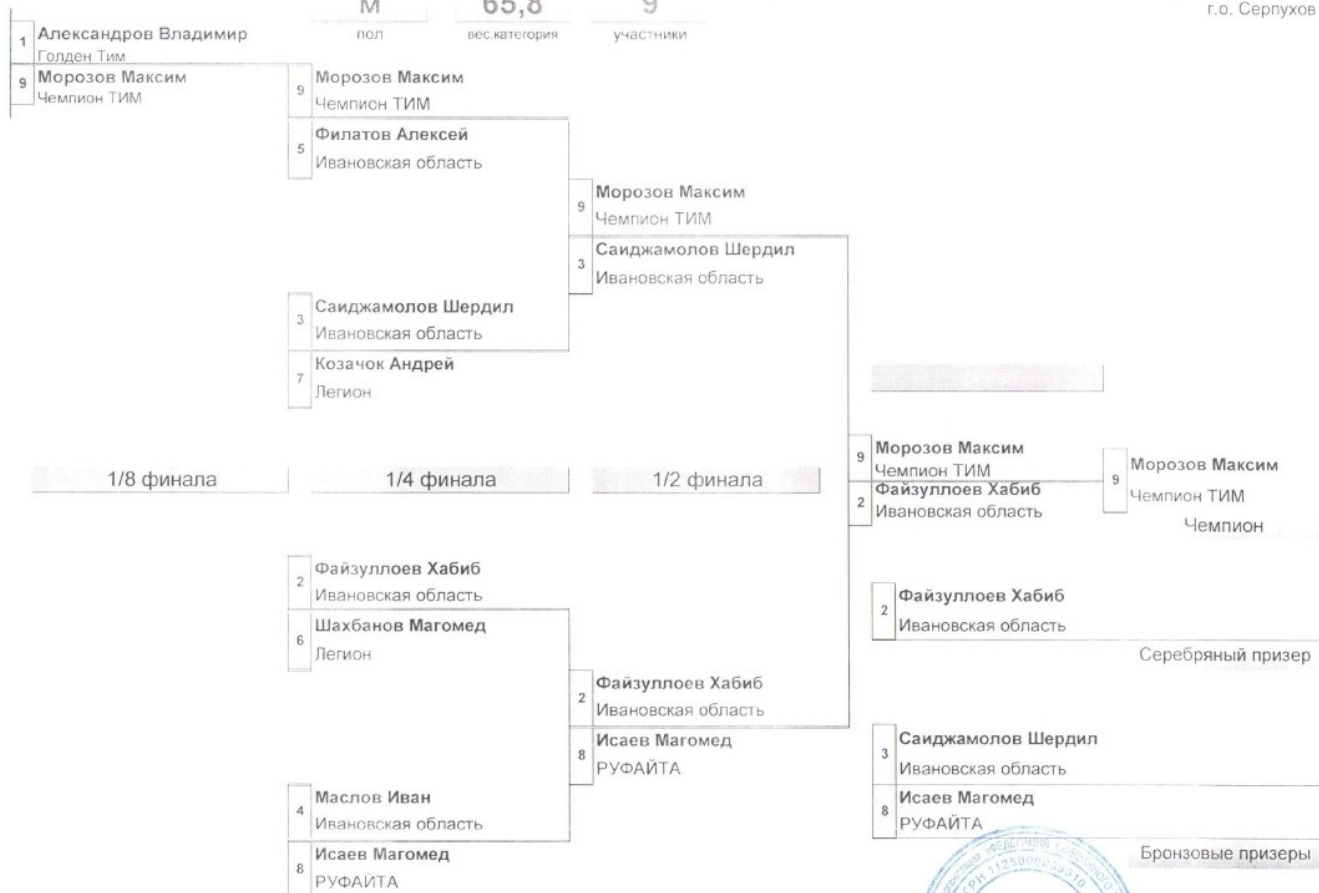 М
65,8
9
г.о. Серпухов
пол
вес.категория
участники
1
Александров Владимир
Голден Тим
9
Морозов Максим
Чемпион ТИМ
9
Морозов Максим
Чемпион ТИМ
5
Филатов Алексей
Ивановская область
9
Морозов Максим
Чемпион ТИМ
3
Саиджамолов Шердил
Ивановская область
3
Саиджамолов Шердил
Ивановская область
7
Козачок Андрей
Легион
1/8 финала
1/4 финала
1/2 финала
9
Морозов Максим
Чемпион ТИМ
2
Файзуллоев Хабиб
Ивановская область
9
Морозов Максим
Чемпион ТИМ
Чемпион
2
Файзуллоев Хабиб
Ивановская область
6
Шахбанов Магомед
Легион
2
Файзуллоев Хабиб
Ивановская область
8
Исаев Магомед
РУФАЙТА
4
Маслов Иван
Ивановская область
8
Исаев Магомед
РУФАЙТА
2
Файзуллоев Хабиб
Ивановская область
Серебряный призер
3
Саиджамолов Шердил
Ивановская область
8
Исаев Магомед
РУФАЙТА
Бронзовые призеры